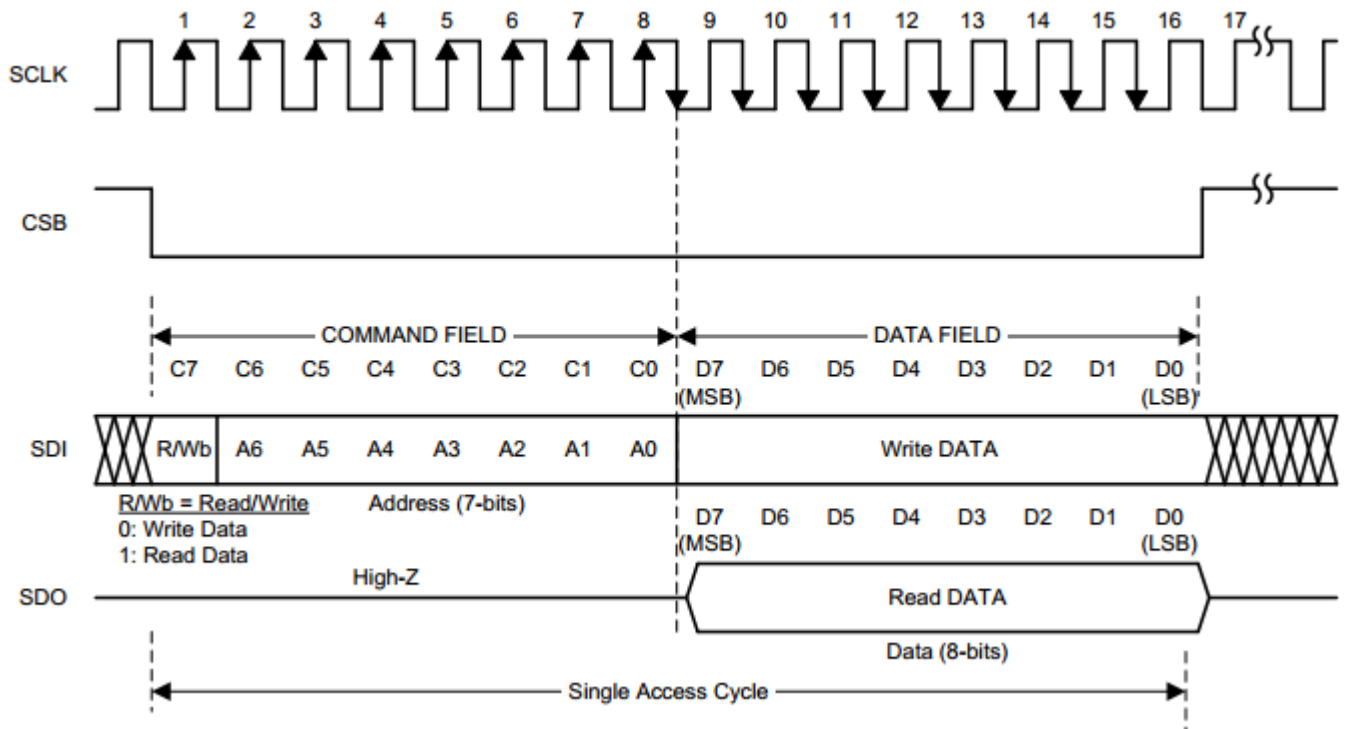 1 2 3 4 5 6 7 8 9 10 11 12 13 14 15 16 17
SCLK
CSB
COMMAND FIELD DATA FIELD
C7 C6 C5 C4 C3 C2 C1 C0 D7 D6 D5 D4 D3 D2 D1 D0
(MSB) (LSB)
SDI R/Wb A6 A5 A4 A3 A2 A1 A0 Write DATA
R/Wb = Read/Write Address (7-bits)
0: Write Data
1: Read Data
D7 D6 D5 D4 D3 D2 D1 D0
(MSB) (LSB)
High-Z
SDO Read DATA
Data (8-bits)
Single Access Cycle